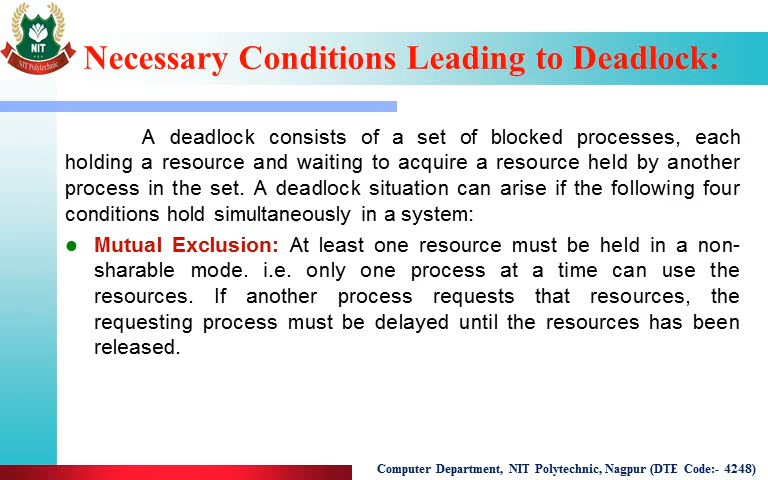 Necessary Conditions Leading to Deadlock:
NIT
NIT Polytechnic
A deadlock consists of a set of blocked processes, each
holding a resource and waiting to acquire a resource held by another
process in the set. A deadlock situation can arise if the following four
conditions hold simultaneously in a system:
Mutual Exclusion: At least one resource must be held in a non-
sharable mode. i.e. only one process at a time can use the
resources. If another process requests that resources, the
requesting process must be delayed until the resources has been
released.
Computer Department, NIT Polytechnic, Nagpur (DTE Code:- 4248)